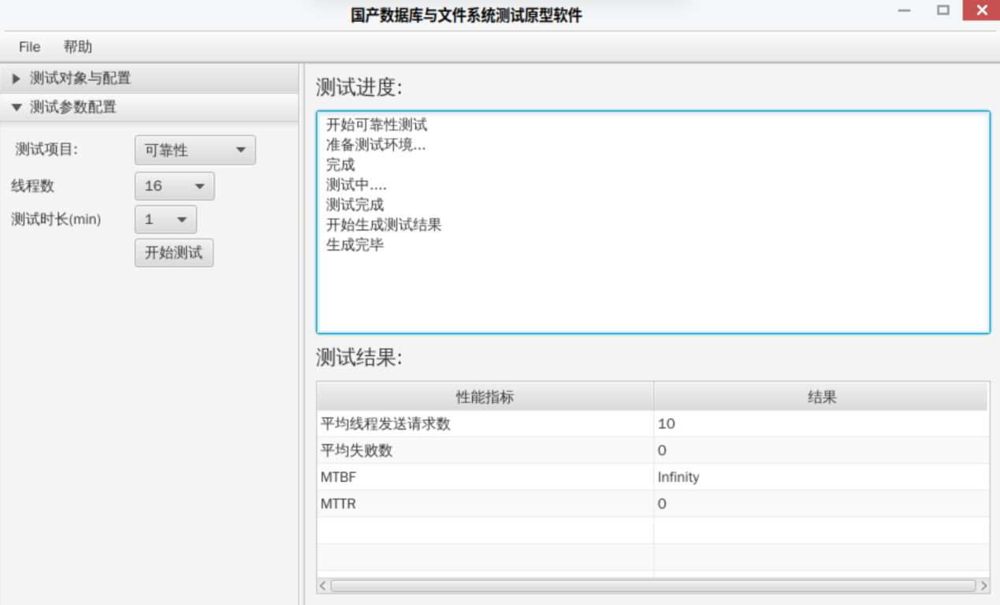 国产数据库与文件系统测试原型软件
File 帮助
测试对象与配置
测试参数配置
测试项目: 可靠性
线程数 16
测试时长(min) 1
开始测试
测试进度:
开始可靠性测试
准备测试环境...
完成
测试中....
测试完成
开始生成测试结果
生成完毕
测试结果:
性能指标 结果
平均线程发送请求数 10
平均失败数 0
MTBF Infinity
MTTR 0